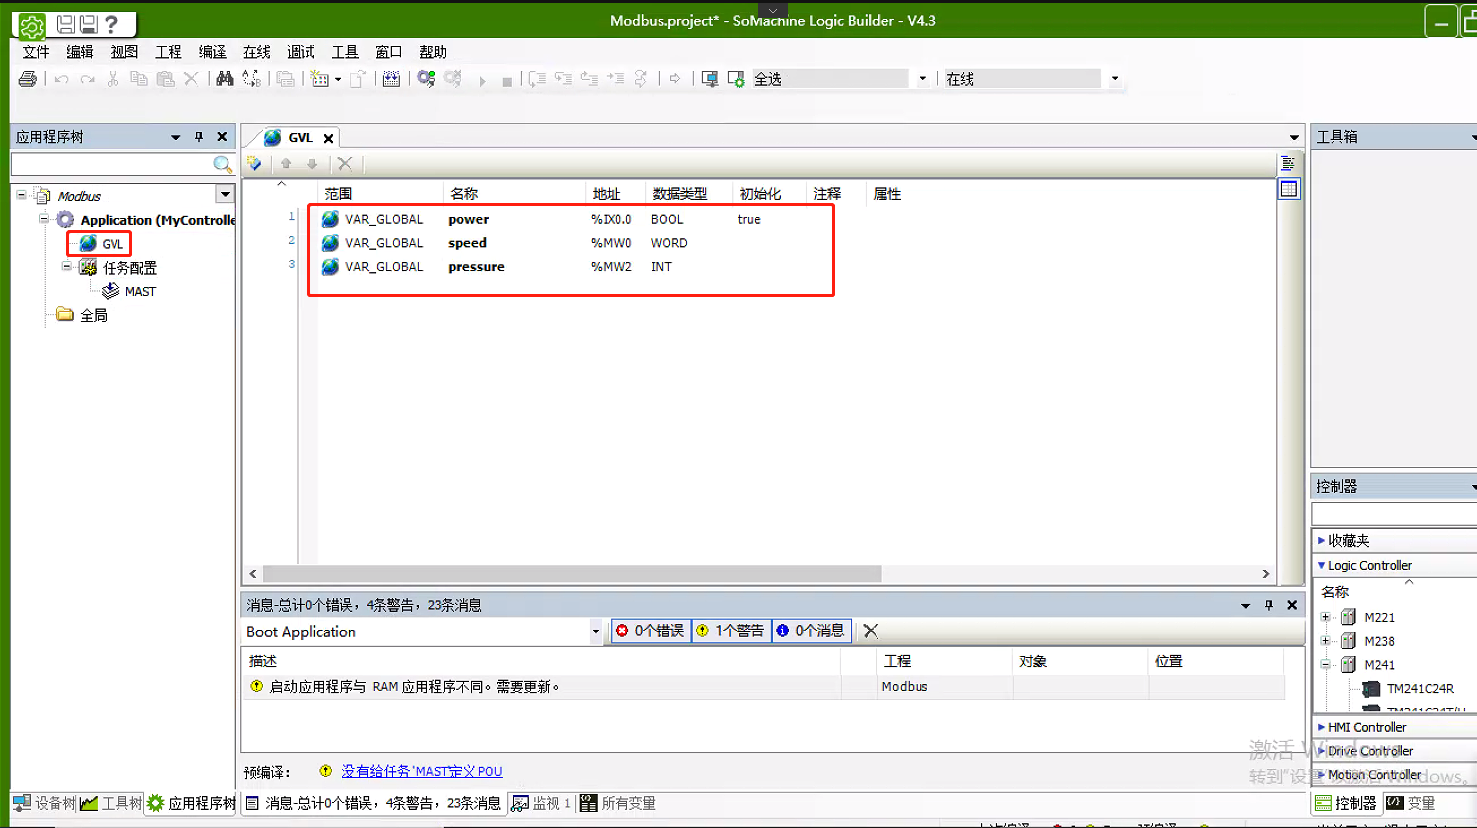 Modbus.project* - SoMachine Logic Builder - V4.3
文件 编辑 视图 工程 编译 在线 调试 工具 窗口 帮助
全选 在线
应用程序树
GVL
工具箱
Modbus
Application (MyControlle
GVL
任务配置
MAST
全局
范围 名称 地址 数据类型 初始化 注释 属性
1 VAR_GLOBAL power %IX0.0 BOOL true
2 VAR_GLOBAL speed %MW0 WORD
3 VAR_GLOBAL pressure %MW2 INT
控制器
收藏夹
Logic Controller
名称
M221
M238
M241
TM241C24R
HMI Controller
Drive Controller
Motion Controller
消息-总计0个错误，4条警告，23条消息
Boot Application 0个错误 1个警告 0个消息
描述 工程 对象 位置
启动应用程序与 RAM 应用程序不同。需要更新。 Modbus
预编译： 没有给任务'MAST'定义 POU
激活 Windows
转到"设置"以激活 Windows。
设备树 工具树 应用程序树 消息-总计0个错误，4条警告，23条消息 监视 1 所有变量 控制器 变量